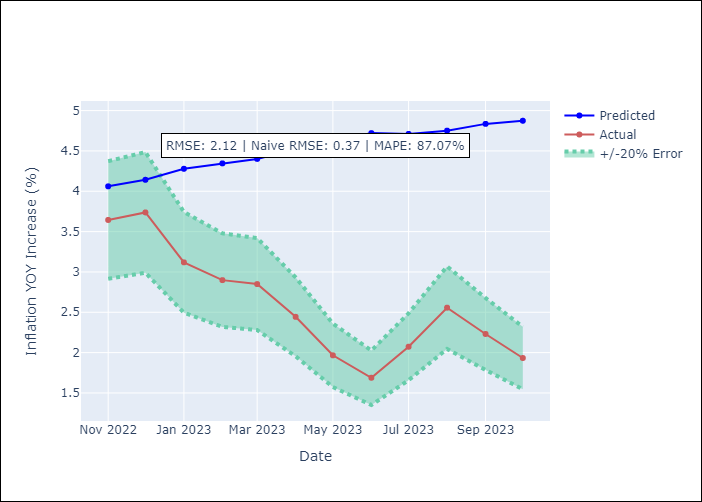 Predicted
Actual
+/-20% Error
RMSE: 2.12 | Naive RMSE: 0.37 | MAPE: 87.07%
Inflation YOY Increase (%)
5
4.5
4
3.5
3
2.5
2
1.5
Nov 2022
Jan 2023
Mar 2023
May 2023
Jul 2023
Sep 2023
Date